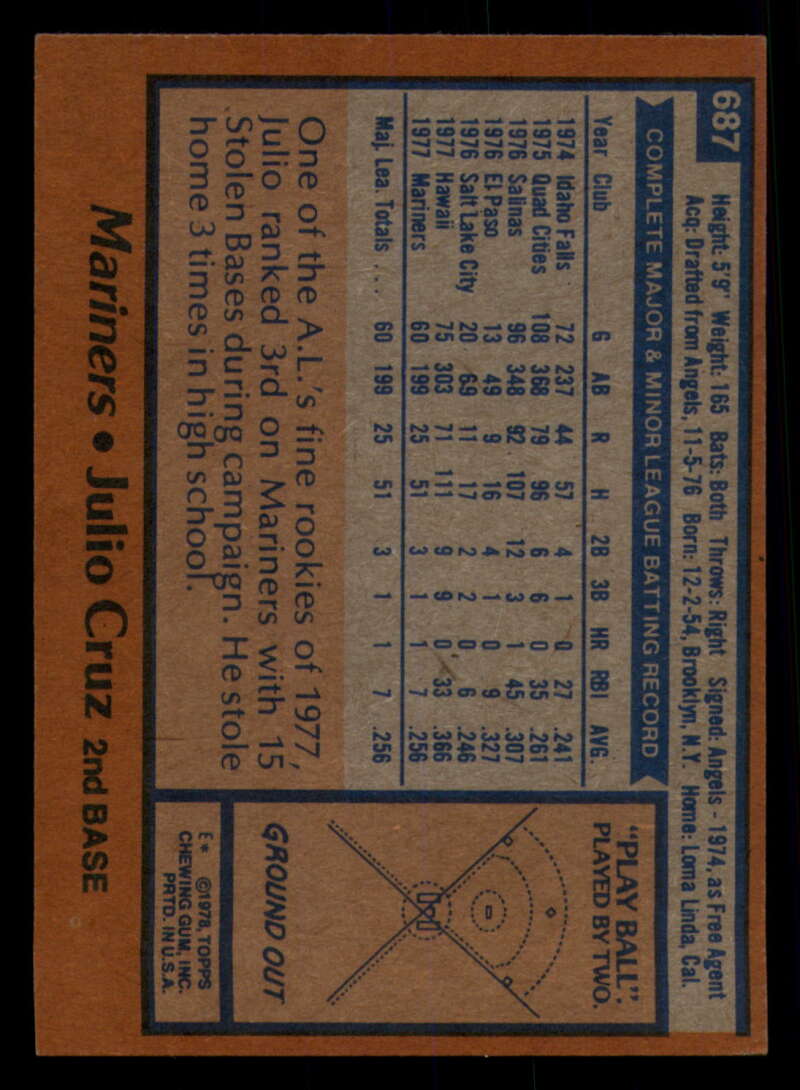 687
Height: 5'9" Weight: 165 Bats: Both Throws: Right Signed: Angels - 1974, as Free Agent
Acq: Drafted from Angels, 11-5-76 Born: 12-2-54, Brooklyn, N.Y. Home: Loma Linda, Cal.
COMPLETE MAJOR & MINOR LEAGUE BATTING RECORD
Year Club G AB R H 2B 3B HR RBI AVG.
1974 Idaho Falls 72 237 44 57 4 1 0 27 .241
1975 Quad Cities 108 368 79 96 6 6 0 35 .261
1976 Salinas 96 348 92 107 12 3 1 45 .307
1976 El Paso 13 49 9 16 4 1 0 9 .327
1976 Salt Lake City 20 69 11 17 2 2 0 6 .246
1977 Hawaii 75 303 71 111 9 9 0 33 .366
1977 Mariners 60 199 25 51 3 1 1 7 .256
Maj. Lea. Totals ... 60 199 25 51 3 1 1 7 .256
One of the A.L.'s fine rookies of 1977,
Julio ranked 3rd on Mariners with 15
Stolen Bases during campaign. He stole
home 3 times in high school.
"PLAY BALL":
PLAYED BY TWO.
GROUND OUT
E* ©1978, TOPPS
CHEWING GUM, INC.
PRTD. IN U.S.A.
Mariners • Julio Cruz 2nd BASE